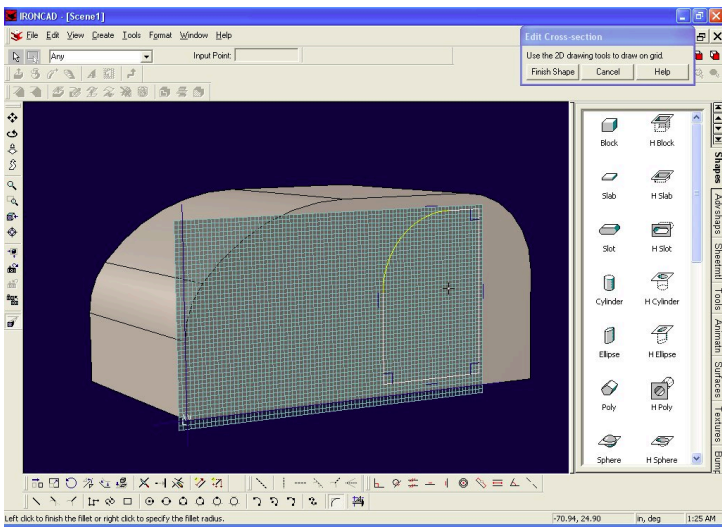 IRONCAD - [Scene1]
File Edit View Create Tools Format Window Help
Edit Cross-section
Use the 2D drawing tools to draw on grid.
Finish Shape Cancel Help
Any
Input Point:
Block H Block
Slab H Slab
Slot H Slot
Cylinder H Cylinder
Ellipse H Ellipse
Poly H Poly
Sphere H Sphere
Shapes
Advshaps
Sheetmtl
Tools
Animatn
Surfaces
Textures
Bump
Left click to finish the fillet or right click to specify the fillet radius.
-70.94, 24.90
in, deg
1:25 AM